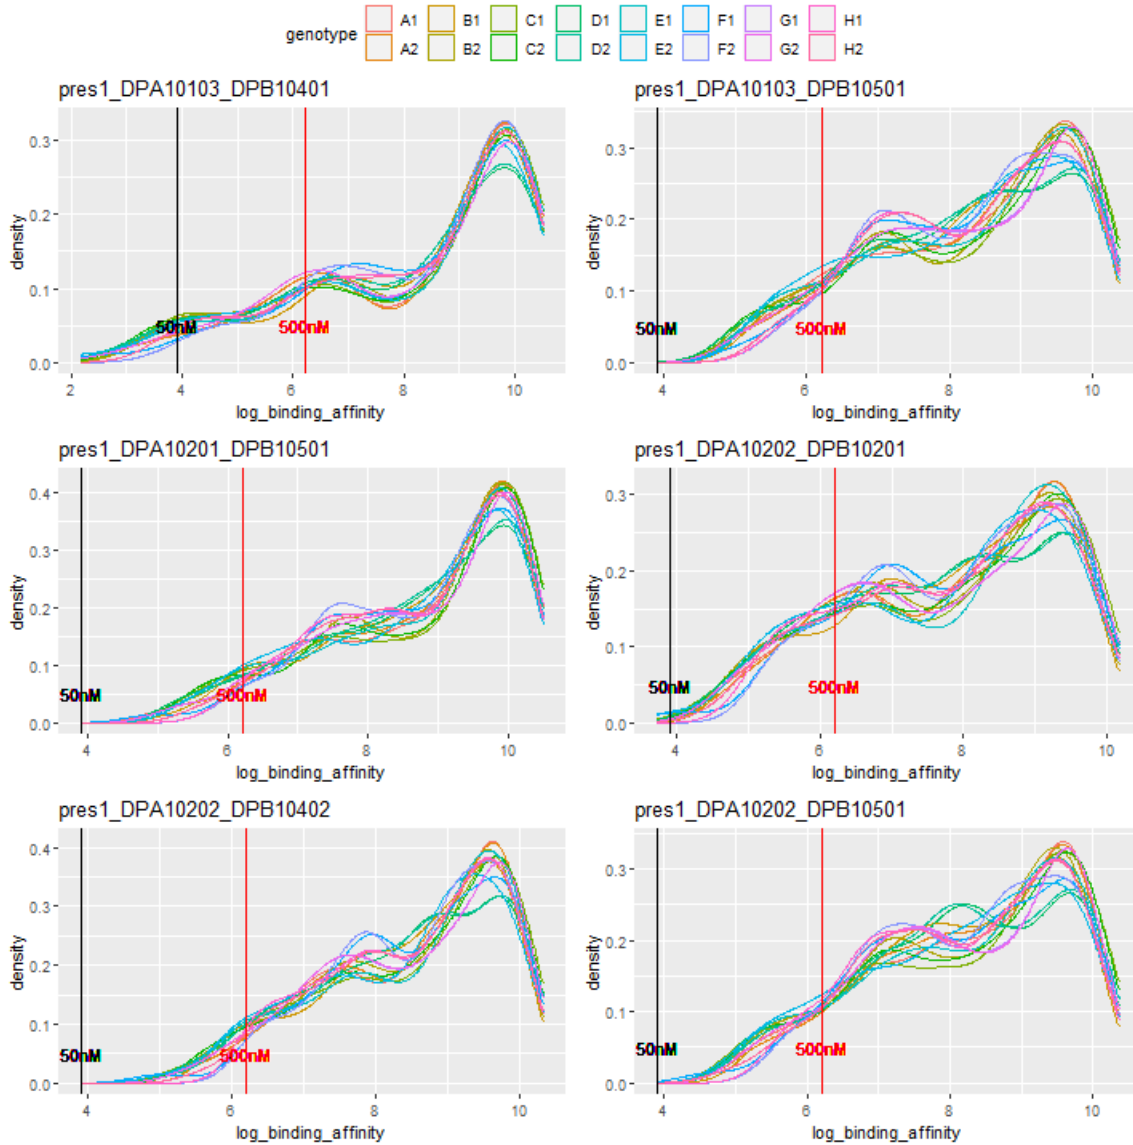 genotype A1 B1 C1 D1 E1 F1 G1 H1
A2 B2 C2 D2 E2 F2 G2 H2
pres1_DPA10103_DPB10401
density
0.3
0.2
0.1
0.0
50nM 500nM
2 4 6 8 10
log_binding_affinity
pres1_DPA10103_DPB10501
density
0.3
0.2
0.1
0.0
50nM 500nM
4 6 8 10
log_binding_affinity
pres1_DPA10201_DPB10501
density
0.4
0.3
0.2
0.1
0.0
50nM 500nM
4 6 8 10
log_binding_affinity
pres1_DPA10202_DPB10201
density
0.3
0.2
0.1
0.0
50nM 500nM
4 6 8 10
log_binding_affinity
pres1_DPA10202_DPB10402
density
0.4
0.3
0.2
0.1
0.0
50nM 500nM
4 6 8 10
log_binding_affinity
pres1_DPA10202_DPB10501
density
0.3
0.2
0.1
0.0
50nM 500nM
4 6 8 10
log_binding_affinity